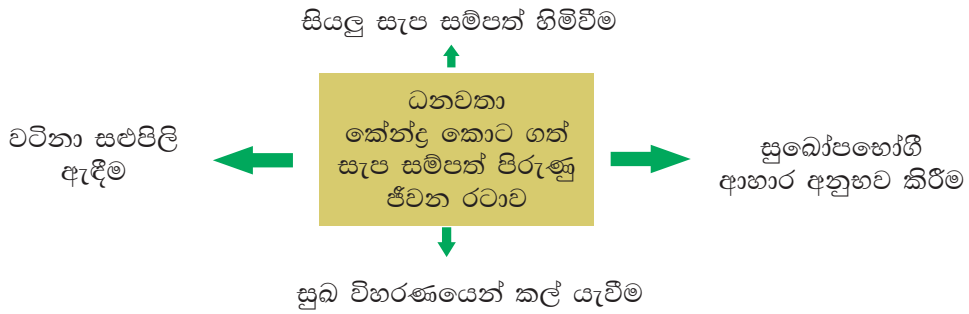 සියලු සැප සම්පත් හිමිවීම
ධනවතා
කේන්ද්‍ර කොට ගත්
සැප සම්පත් පිරුණු
ජීවන රටාව
වටිනා සළුපිලි
ඇඳීම
සුඛෝපභෝගී
ආහාර අනුභව කිරීම
සුඛ විහරණයෙන් කල් යැවීම